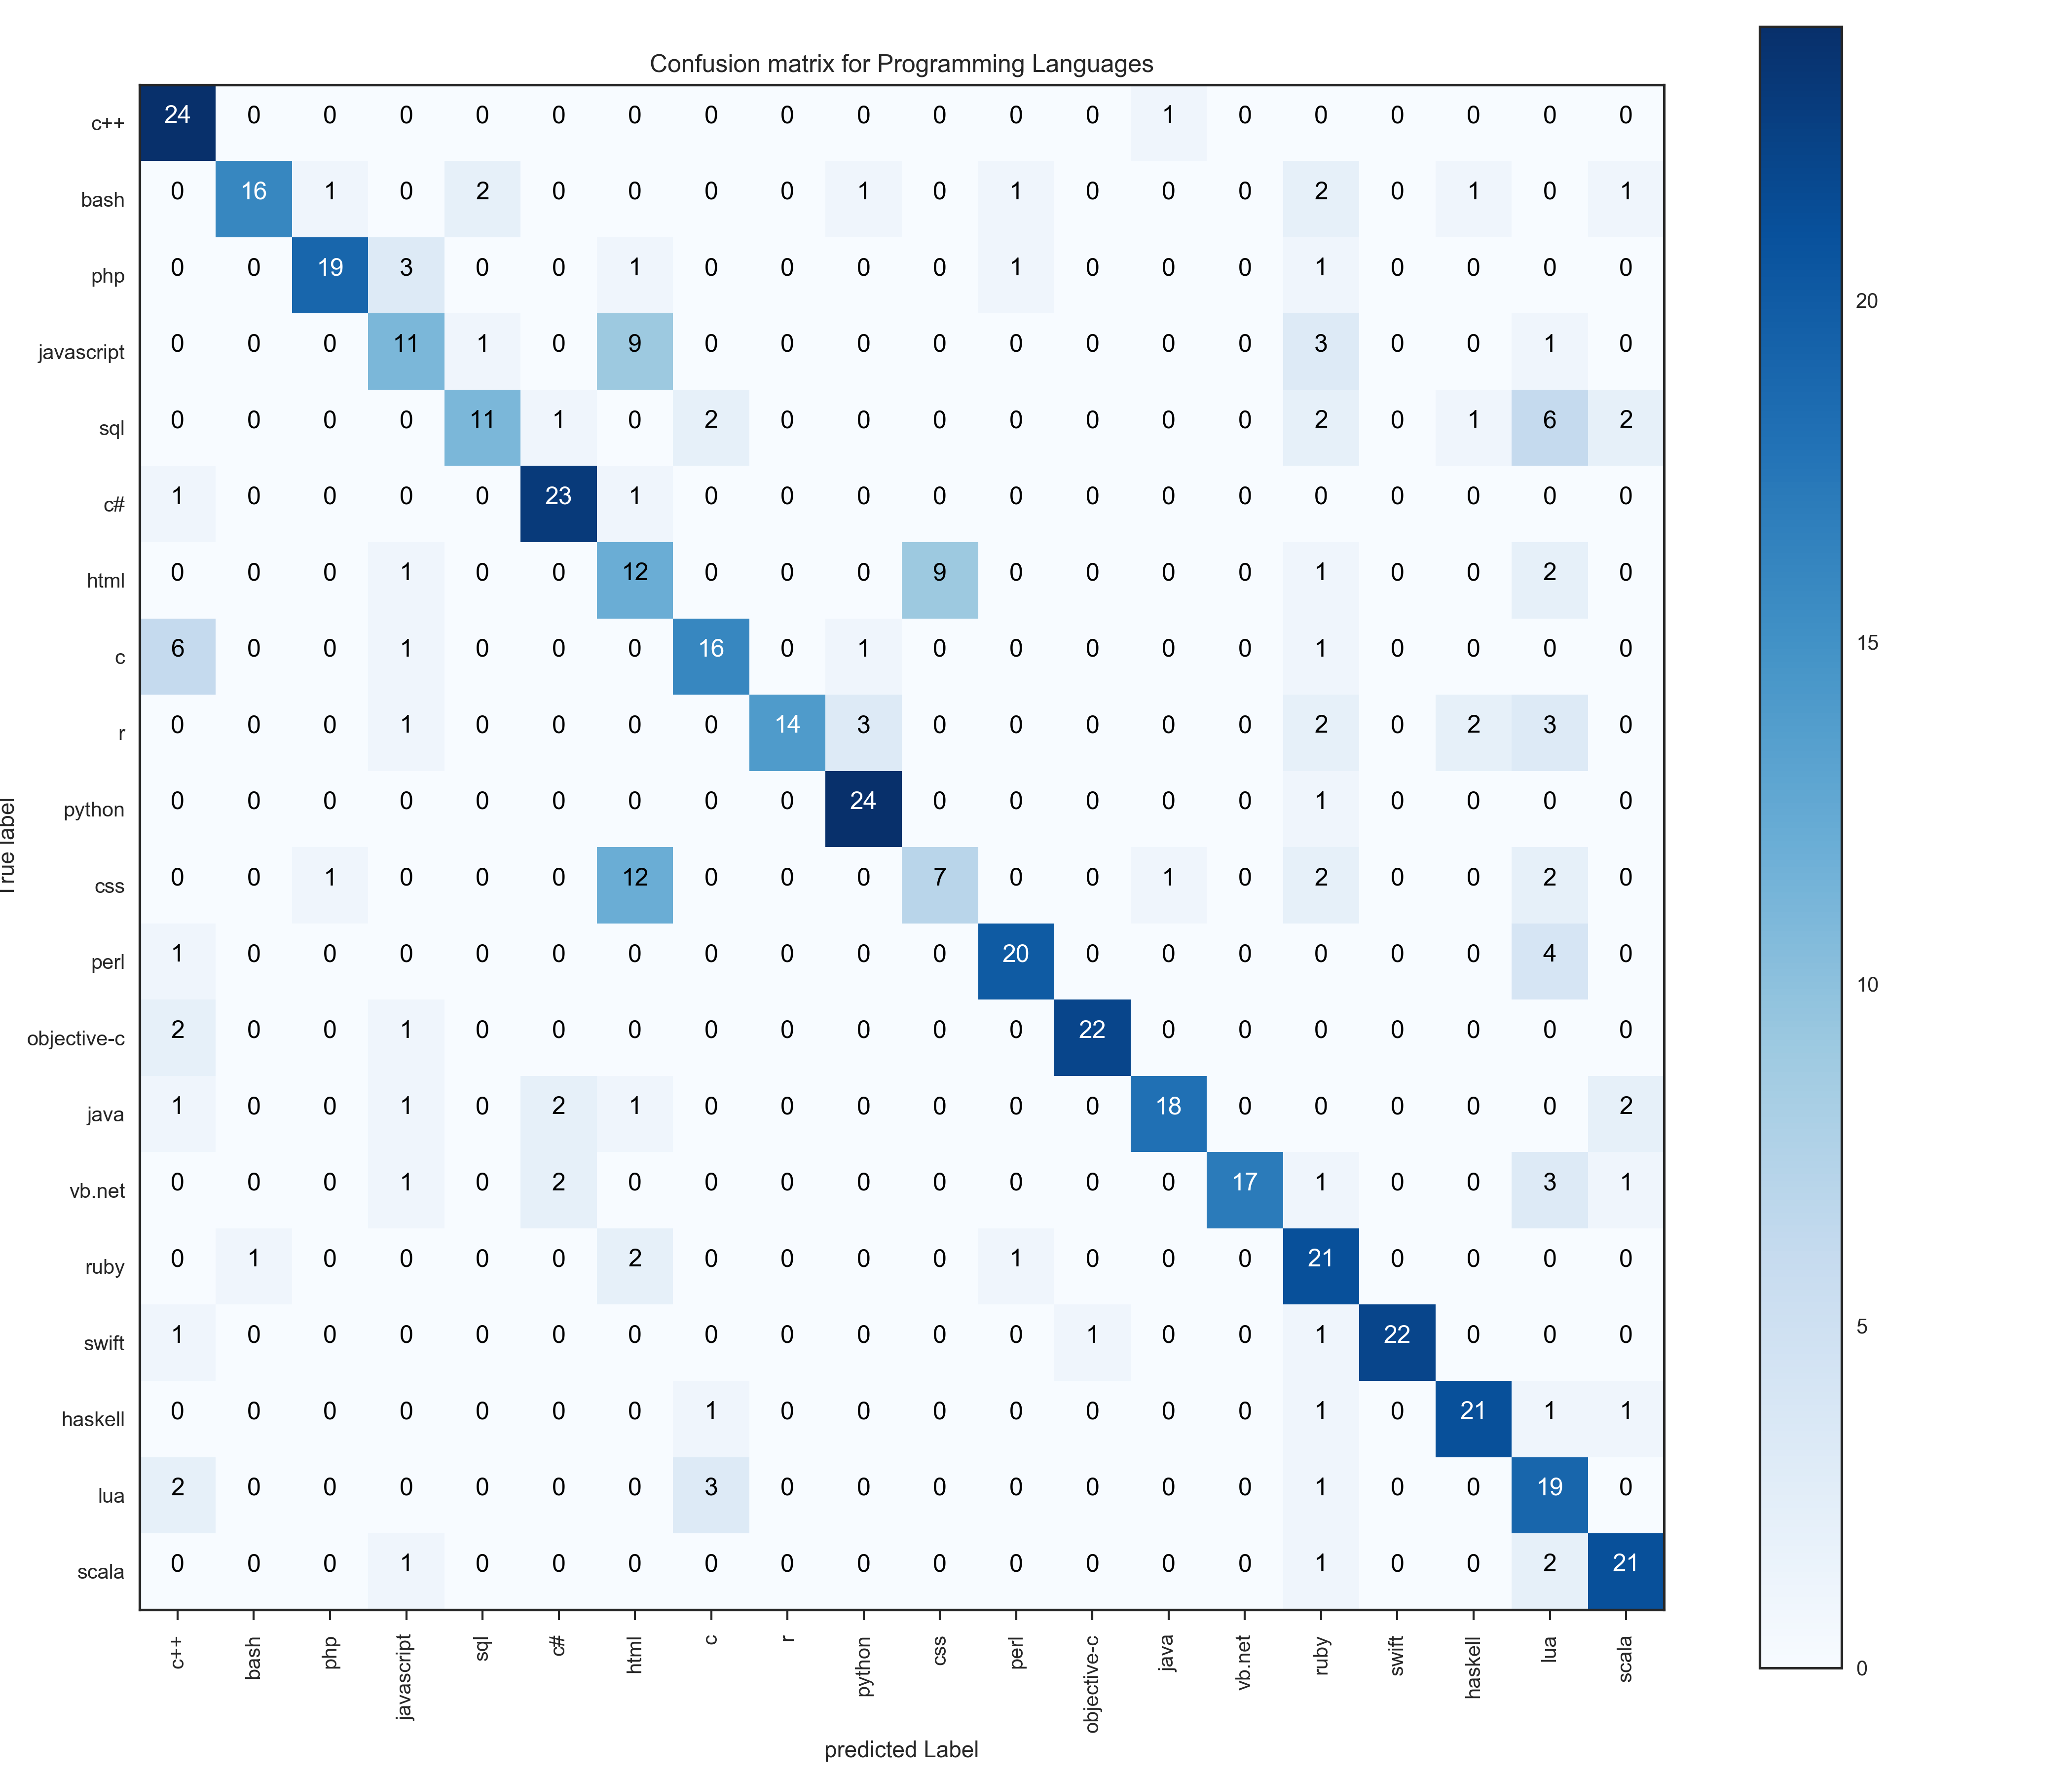 Confusion matrix for Programming Languages
c++ 24 0 0 0 0 0 0 0 0 0 0 0 0 1 0 0 0 0 0 0
bash 0 16 1 0 2 0 0 0 0 1 0 1 0 0 0 2 0 1 0 1
php 0 0 19 3 0 0 1 0 0 0 0 1 0 0 0 1 0 0 0 0
javascript 0 0 0 11 1 0 9 0 0 0 0 0 0 0 0 3 0 0 1 0
sql 0 0 0 0 11 1 0 2 0 0 0 0 0 0 0 2 0 1 6 2
c# 1 0 0 0 0 23 1 0 0 0 0 0 0 0 0 0 0 0 0 0
html 0 0 0 1 0 0 12 0 0 0 9 0 0 0 0 1 0 0 2 0
c 6 0 0 1 0 0 0 16 0 1 0 0 0 0 0 1 0 0 0 0
r 0 0 0 1 0 0 0 0 14 3 0 0 0 0 0 2 0 2 3 0
python 0 0 0 0 0 0 0 0 0 24 0 0 0 0 0 1 0 0 0 0
css 0 0 1 0 0 0 12 0 0 0 7 0 0 1 0 2 0 0 2 0
perl 1 0 0 0 0 0 0 0 0 0 0 20 0 0 0 0 0 0 4 0
objective-c 2 0 0 1 0 0 0 0 0 0 0 0 22 0 0 0 0 0 0 0
java 1 0 0 1 0 2 1 0 0 0 0 0 0 18 0 0 0 0 0 2
vb.net 0 0 0 1 0 2 0 0 0 0 0 0 0 0 17 1 0 0 3 1
ruby 0 1 0 0 0 0 2 0 0 0 0 1 0 0 0 21 0 0 0 0
swift 1 0 0 0 0 0 0 0 0 0 0 0 1 0 0 1 22 0 0 0
haskell 0 0 0 0 0 0 0 1 0 0 0 0 0 0 0 1 0 21 1 1
lua 2 0 0 0 0 0 0 3 0 0 0 0 0 0 0 1 0 0 19 0
scala 0 0 0 1 0 0 0 0 0 0 0 0 0 0 0 1 0 0 2 21
c++ bash php javascript sql c# html c r python css perl objective-c java vb.net ruby swift haskell lua scala
predicted Label
True label
20
15
10
5
0